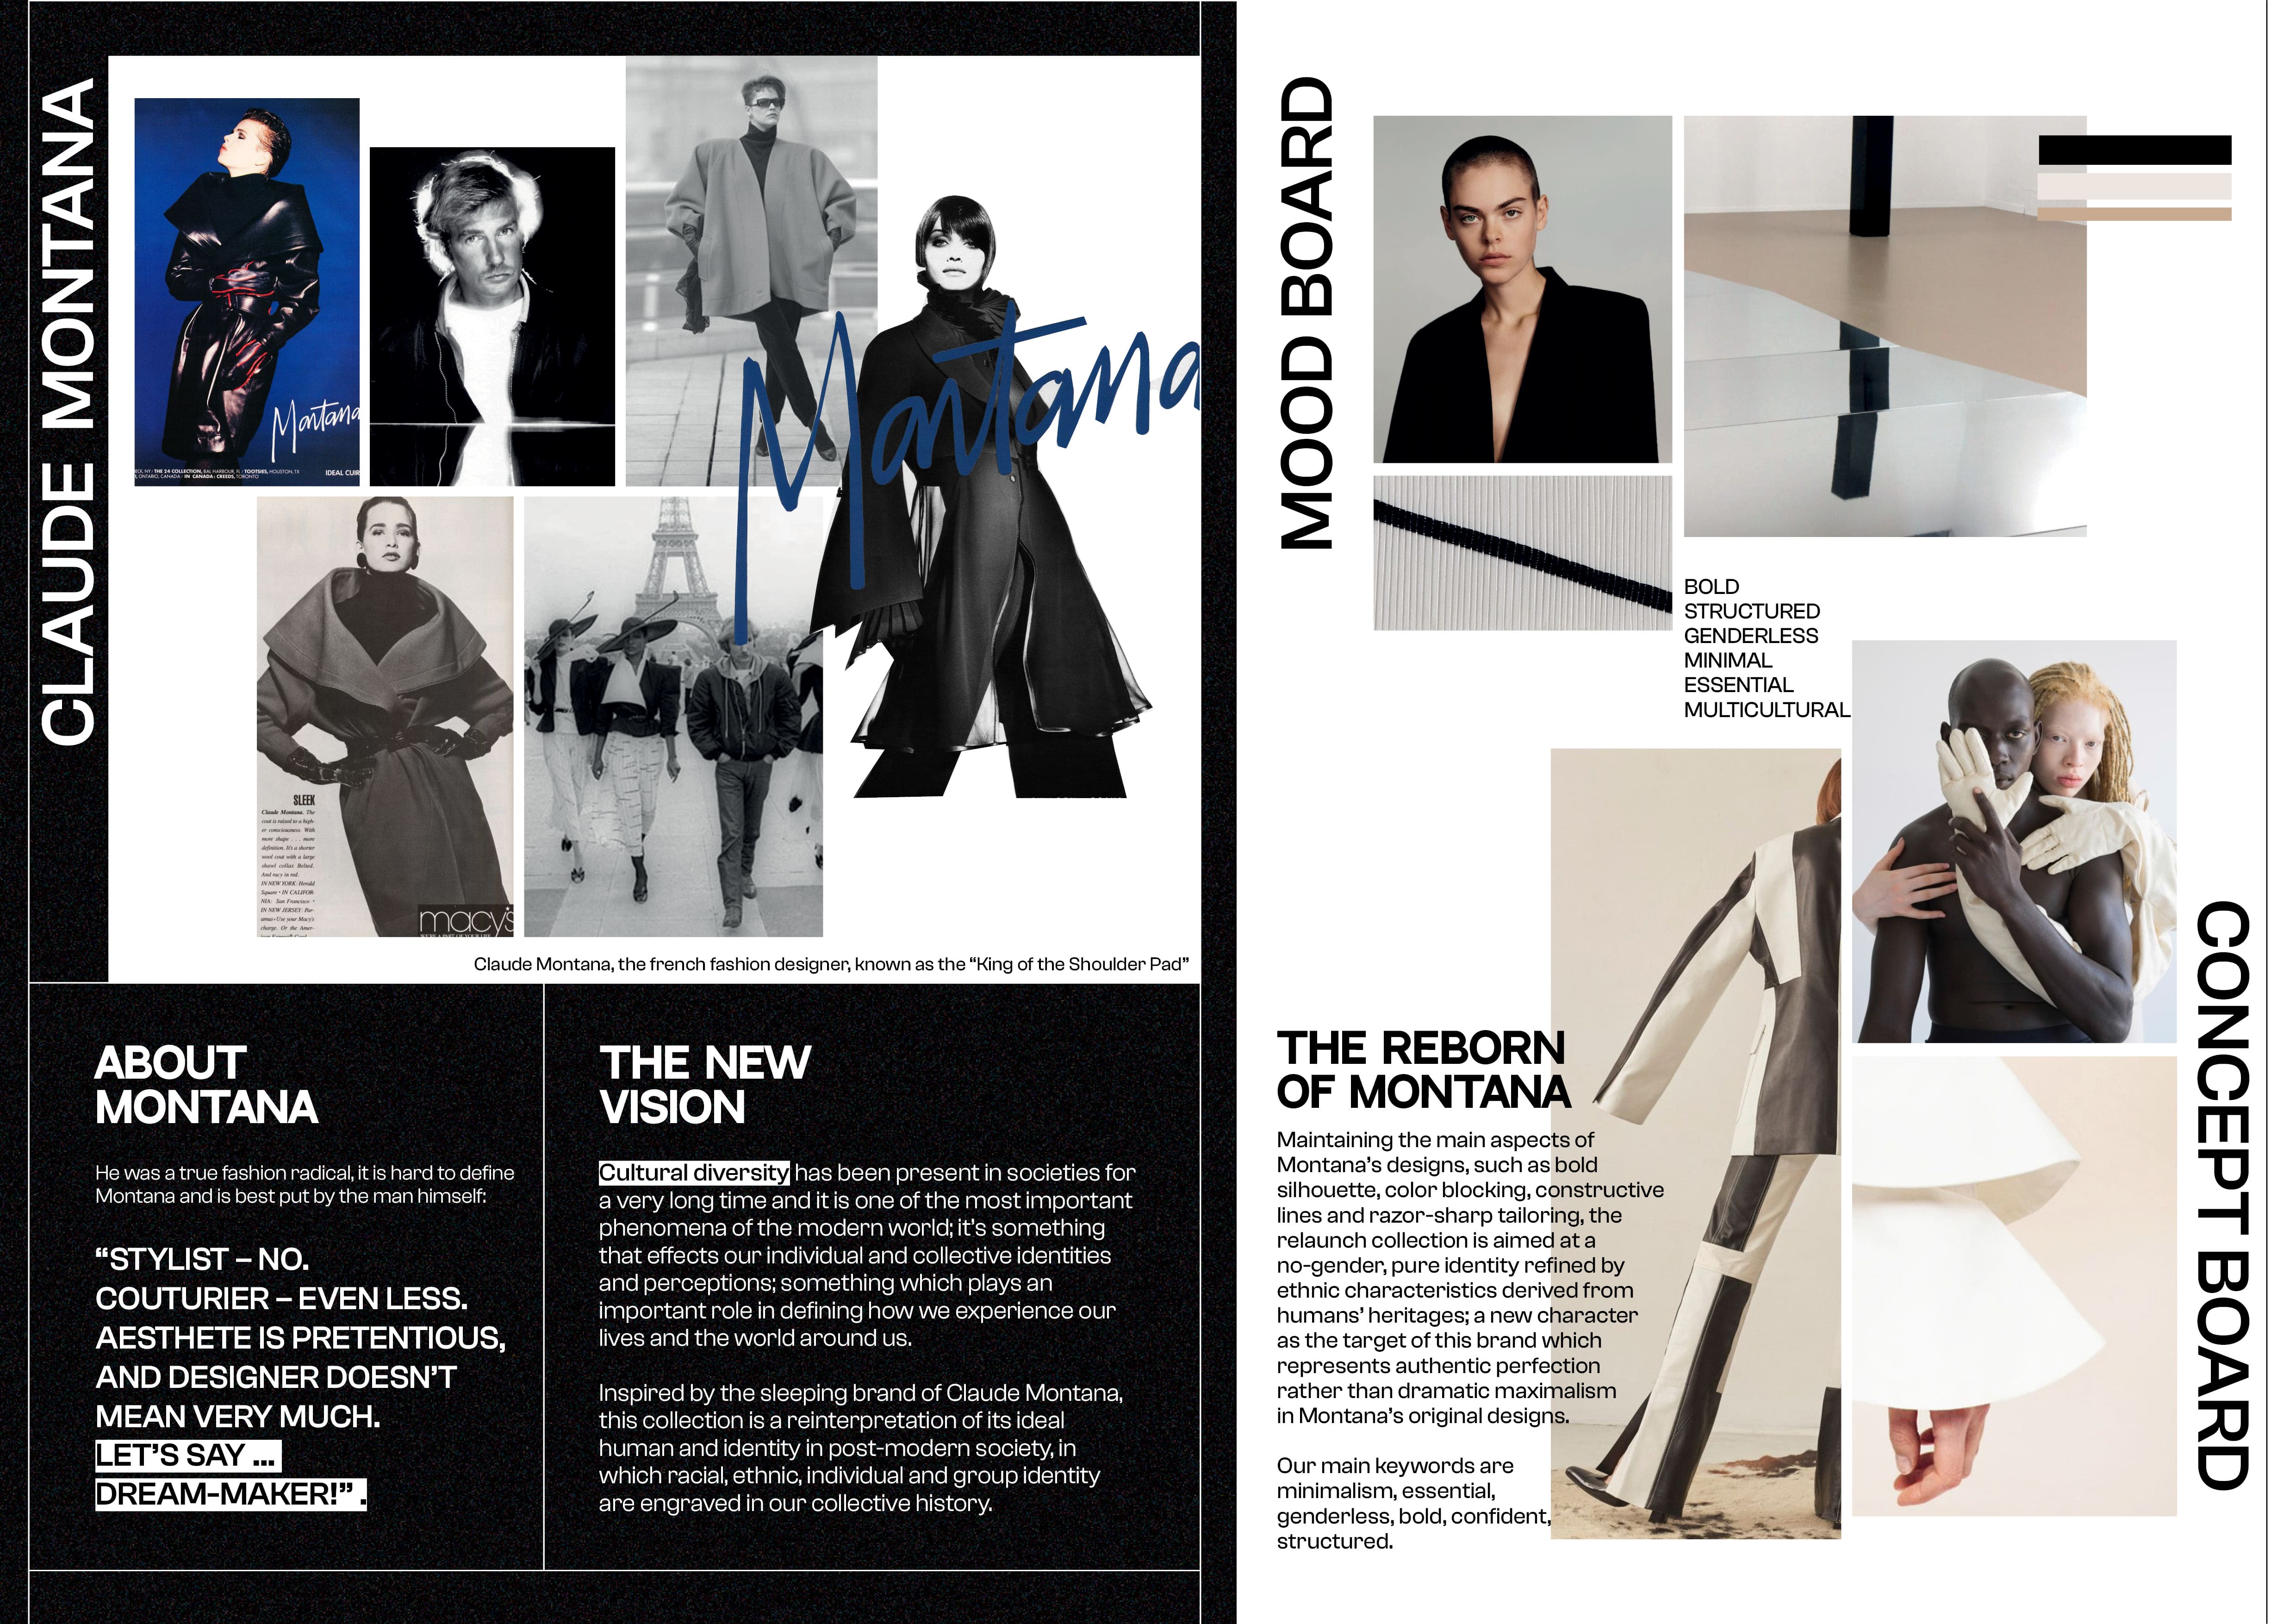 CLAUDE MONTANA
Montana
ECK, NY / THE 24 COLLECTION, BAL HARBOUR, FL / TOOTSIES, HOUSTON, TX
, ONTARIO, CANADA / IN CANADA: CREEDS, TORONTO
IDEAL CUIR
Montana
SLEEK
Claude Montana. The
coat is raised to a high-
er consciousness. With
more shape . . . more
definition. It's a shorter
wool coat with a large
shawl collar. Belted.
And racy in red.
IN NEW YORK: Herald
Square • IN CALIFOR-
NIA: San Francisco •
IN NEW JERSEY: Par-
amus • Use your Macy's
charge. Or the Amer-
macy's
WE'RE A PART OF YOUR LIFE
Claude Montana, the french fashion designer, known as the “King of the Shoulder Pad”
ABOUT
MONTANA
He was a true fashion radical, it is hard to define
Montana and is best put by the man himself:
“STYLIST – NO.
COUTURIER – EVEN LESS.
AESTHETE IS PRETENTIOUS,
AND DESIGNER DOESN’T
MEAN VERY MUCH.
LET’S SAY ...
DREAM-MAKER!” .
THE NEW
VISION
Cultural diversity has been present in societies for
a very long time and it is one of the most important
phenomena of the modern world; it’s something
that effects our individual and collective identities
and perceptions; something which plays an
important role in defining how we experience our
lives and the world around us.
Inspired by the sleeping brand of Claude Montana,
this collection is a reinterpretation of its ideal
human and identity in post-modern society, in
which racial, ethnic, individual and group identity
are engraved in our collective history.
MOOD BOARD
BOLD
STRUCTURED
GENDERLESS
MINIMAL
ESSENTIAL
MULTICULTURAL
THE REBORN
OF MONTANA
Maintaining the main aspects of
Montana’s designs, such as bold
silhouette, color blocking, constructive
lines and razor-sharp tailoring, the
relaunch collection is aimed at a
no-gender, pure identity refined by
ethnic characteristics derived from
humans’ heritages; a new character
as the target of this brand which
represents authentic perfection
rather than dramatic maximalism
in Montana’s original designs.
Our main keywords are
minimalism, essential,
genderless, bold, confident,
structured.
CONCEPT BOARD